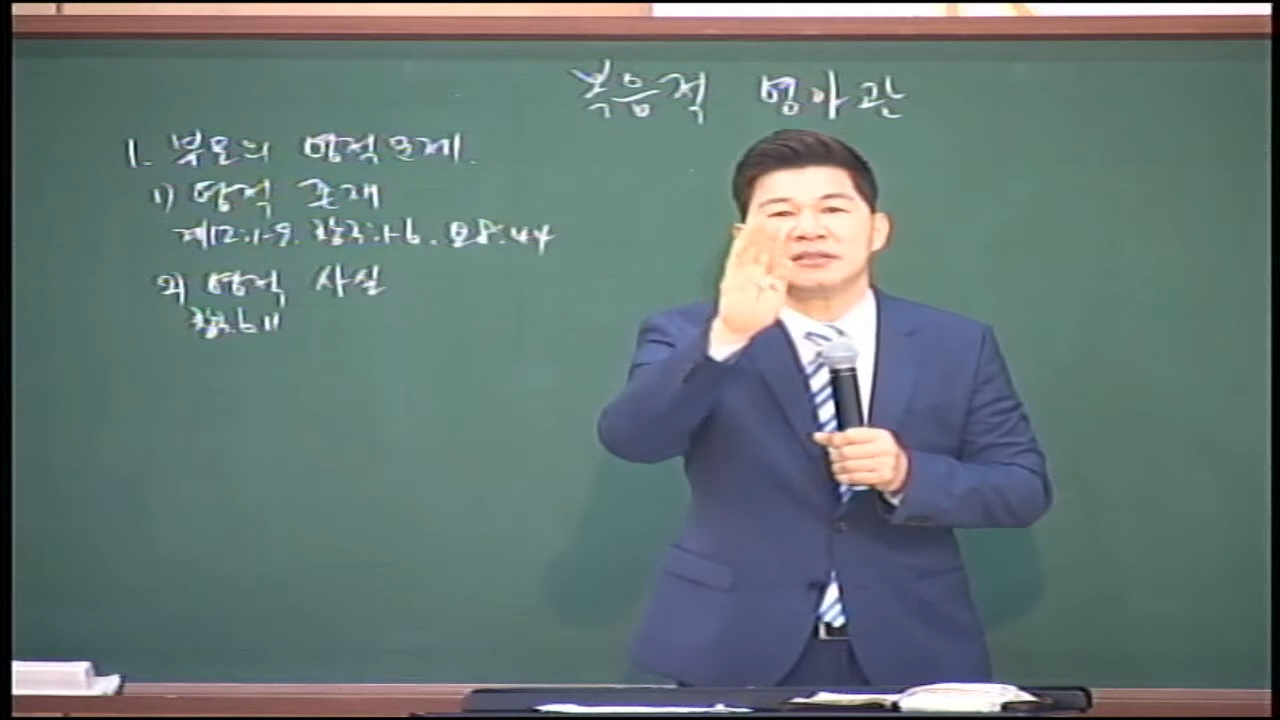 복음적 영아관
1. 부모의 영적문제.
1) 영적 존재
계12:1-9. 창3:1-6. 요8:44
2) 영적 사실
창3,6,11